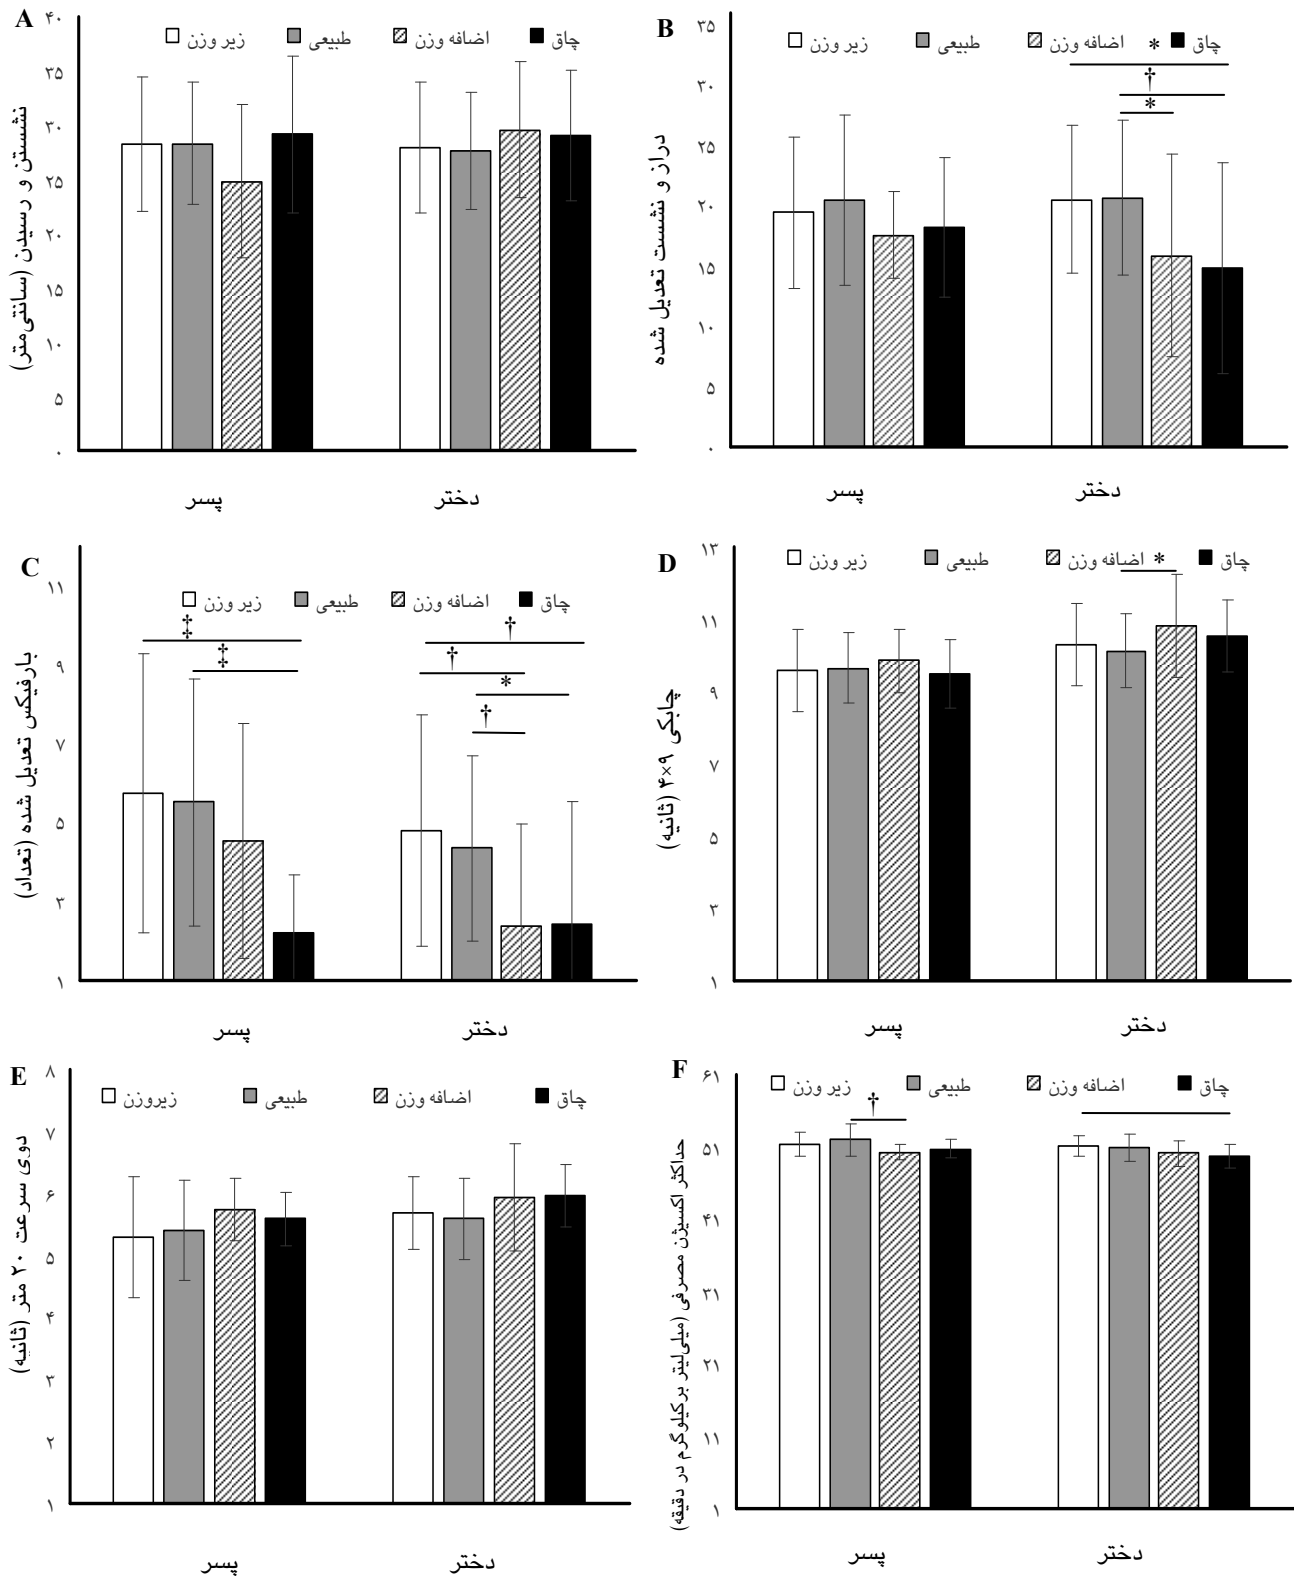 A
زیر وزن
طبیعی
اضافه وزن
چاق
نشستن و رسیدن (سانتی‌متر)
۴۰
۳۵
۳۰
۲۵
۲۰
۱۵
۱۰
۵
۰
پسر
دختر
B
زیر وزن
طبیعی
اضافه وزن
چاق
*
†
*
دراز و نشست تعدیل شده
۳۵
۳۰
۲۵
۲۰
۱۵
۱۰
۵
۰
پسر
دختر
C
زیر وزن
طبیعی
اضافه وزن
چاق
‡
‡
†
†
*
†
بارفیکس تعدیل شده (تعداد)
۱۱
۹
۷
۵
۳
۱
پسر
دختر
D
زیر وزن
طبیعی
اضافه وزن
چاق
*
چابکی ۹×۴ (ثانیه)
۱۳
۱۱
۹
۷
۵
۳
۱
پسر
دختر
E
زیروزن
طبیعی
اضافه وزن
چاق
دوی سرعت ۲۰ متر (ثانیه)
۸
۷
۶
۵
۴
۳
۲
۱
پسر
دختر
F
زیر وزن
طبیعی
اضافه وزن
چاق
†
حداکثر اکسیژن مصرفی (میلی‌لیتر برکیلوگرم در دقیقه)
۶۱
۵۱
۴۱
۳۱
۲۱
۱۱
۱
پسر
دختر